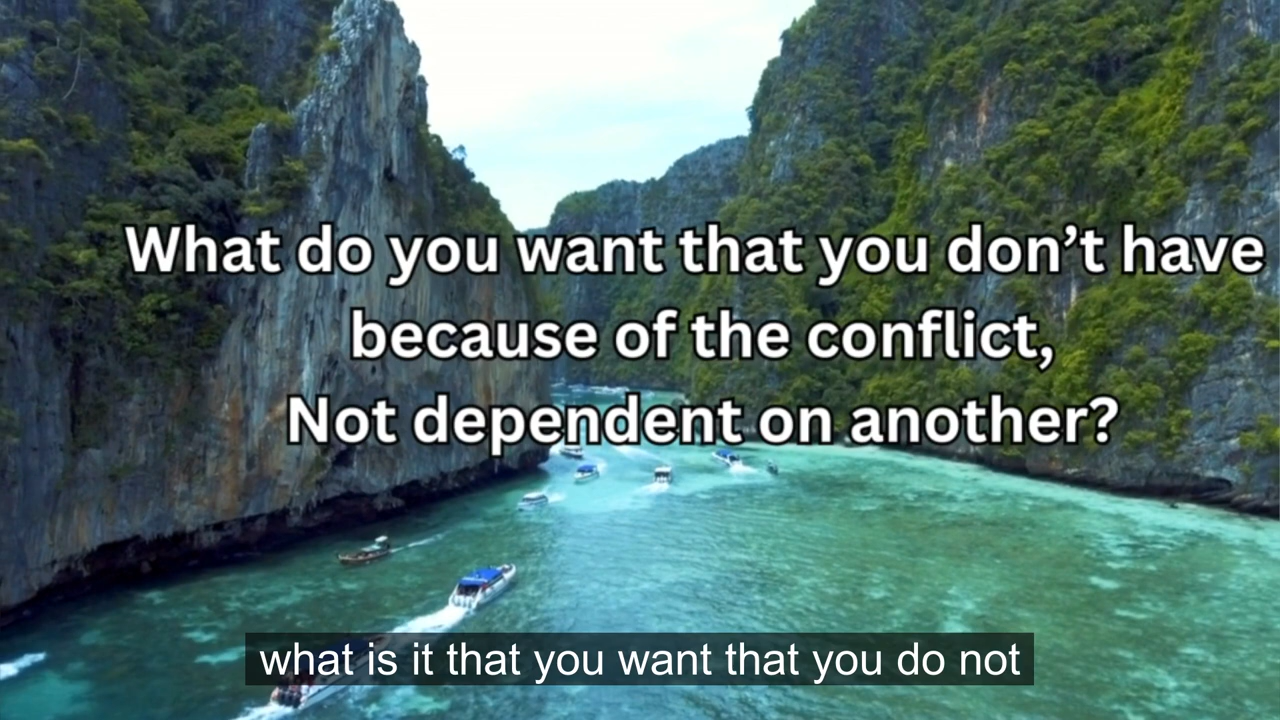 What do you want that you don’t have
because of the conflict,
Not dependent on another?
what is it that you want that you do not